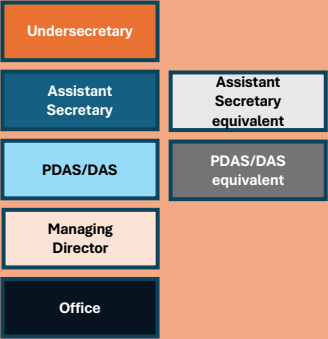 Undersecretary
Assistant
Secretary
Assistant
Secretary
equivalent
PDAS/DAS
PDAS/DAS
equivalent
Managing
Director
Office